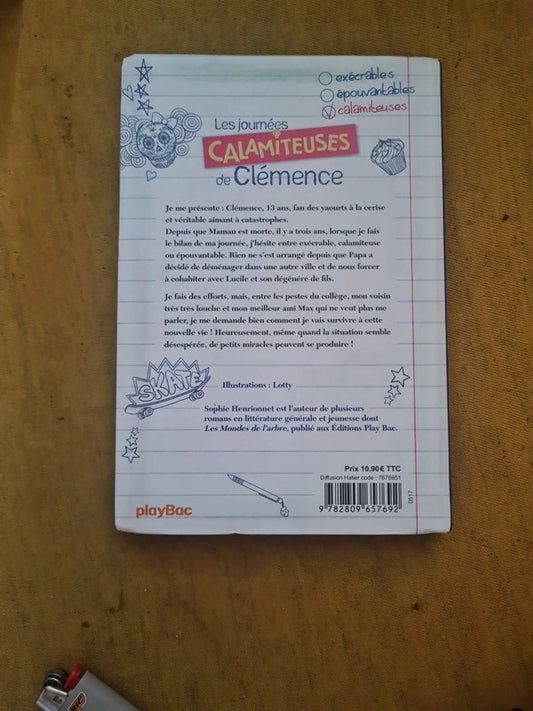 exécrables
épouvantables
calamiteuses
Les journées
CALAMITEUSES
de Clémence
Je me présente : Clémence, 13 ans, fan des yaourts à la cerise
et véritable aimant à catastrophes.
Depuis que Maman est morte, il y a trois ans, lorsque je fais
le bilan de ma journée, j'hésite entre exécrable, calamiteuse
ou épouvantable. Rien ne s'est arrangé depuis que Papa a
décidé de déménager dans une autre ville et de nous forcer
à cohabiter avec Lucile et son dégénéré de fils.
Je fais des efforts, mais, entre les pestes du collège, mon voisin
très très louche et mon meilleur ami Max qui ne veut plus me
parler, je me demande bien comment je vais survivre à cette
nouvelle vie ! Heureusement, même quand la situation semble
désespérée, de petits miracles peuvent se produire !
SKATE
Illustrations : Lotty
Sophie Henrionnet est l'auteur de plusieurs
romans en littérature générale et jeunesse dont
Les Mondes de l'arbre, publié aux Éditions Play Bac.
Prix 10,90 € TTC
Diffusion Hatier code : 7676951
0517
9 782809 657692
playBac
BIC